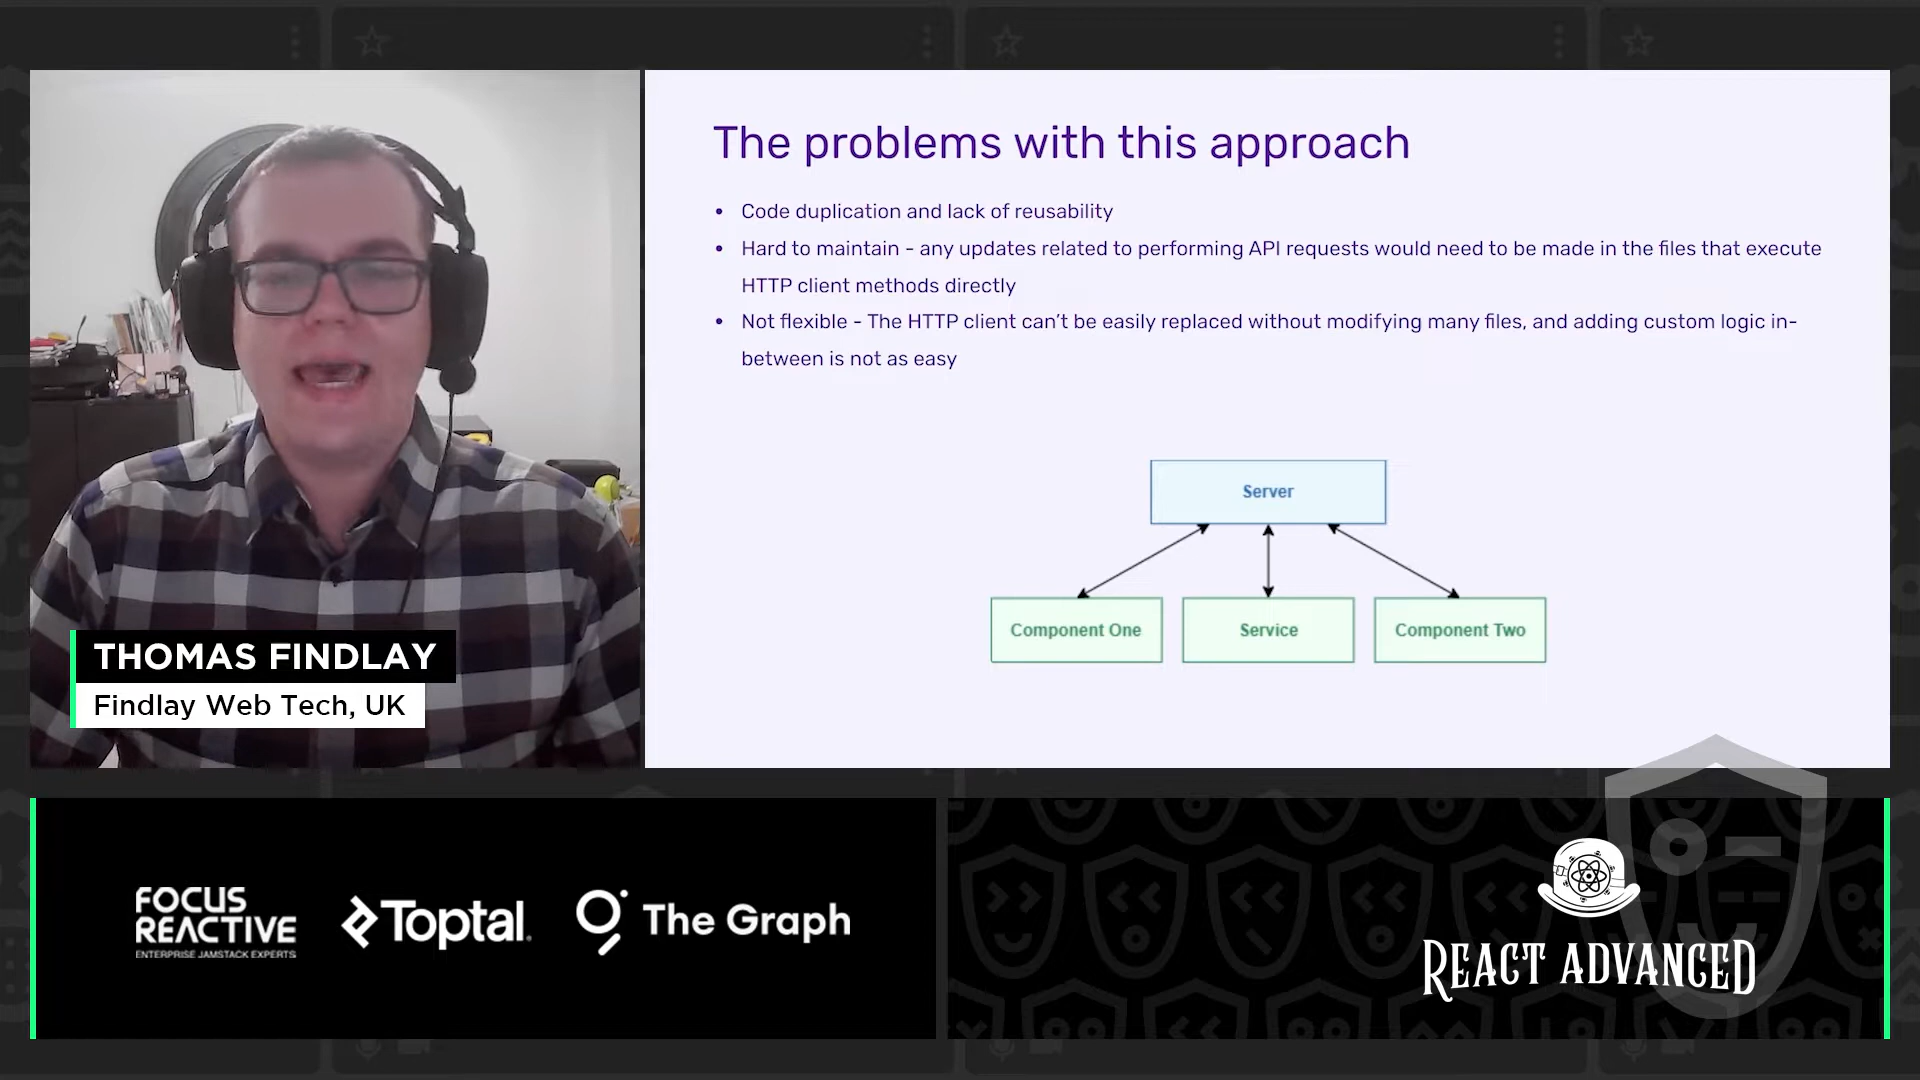 The problems with this approach
• Code duplication and lack of reusability
• Hard to maintain - any updates related to performing API requests would need to be made in the files that execute
HTTP client methods directly
• Not flexible - The HTTP client can't be easily replaced without modifying many files, and adding custom logic in-
between is not as easy
Server
Component One
Service
Component Two
THOMAS FINDLAY
Findlay Web Tech, UK
FOCUS
REACTIVE
ENTERPRISE JAMSTACK EXPERTS
Toptal
The Graph
REACT ADVANCED